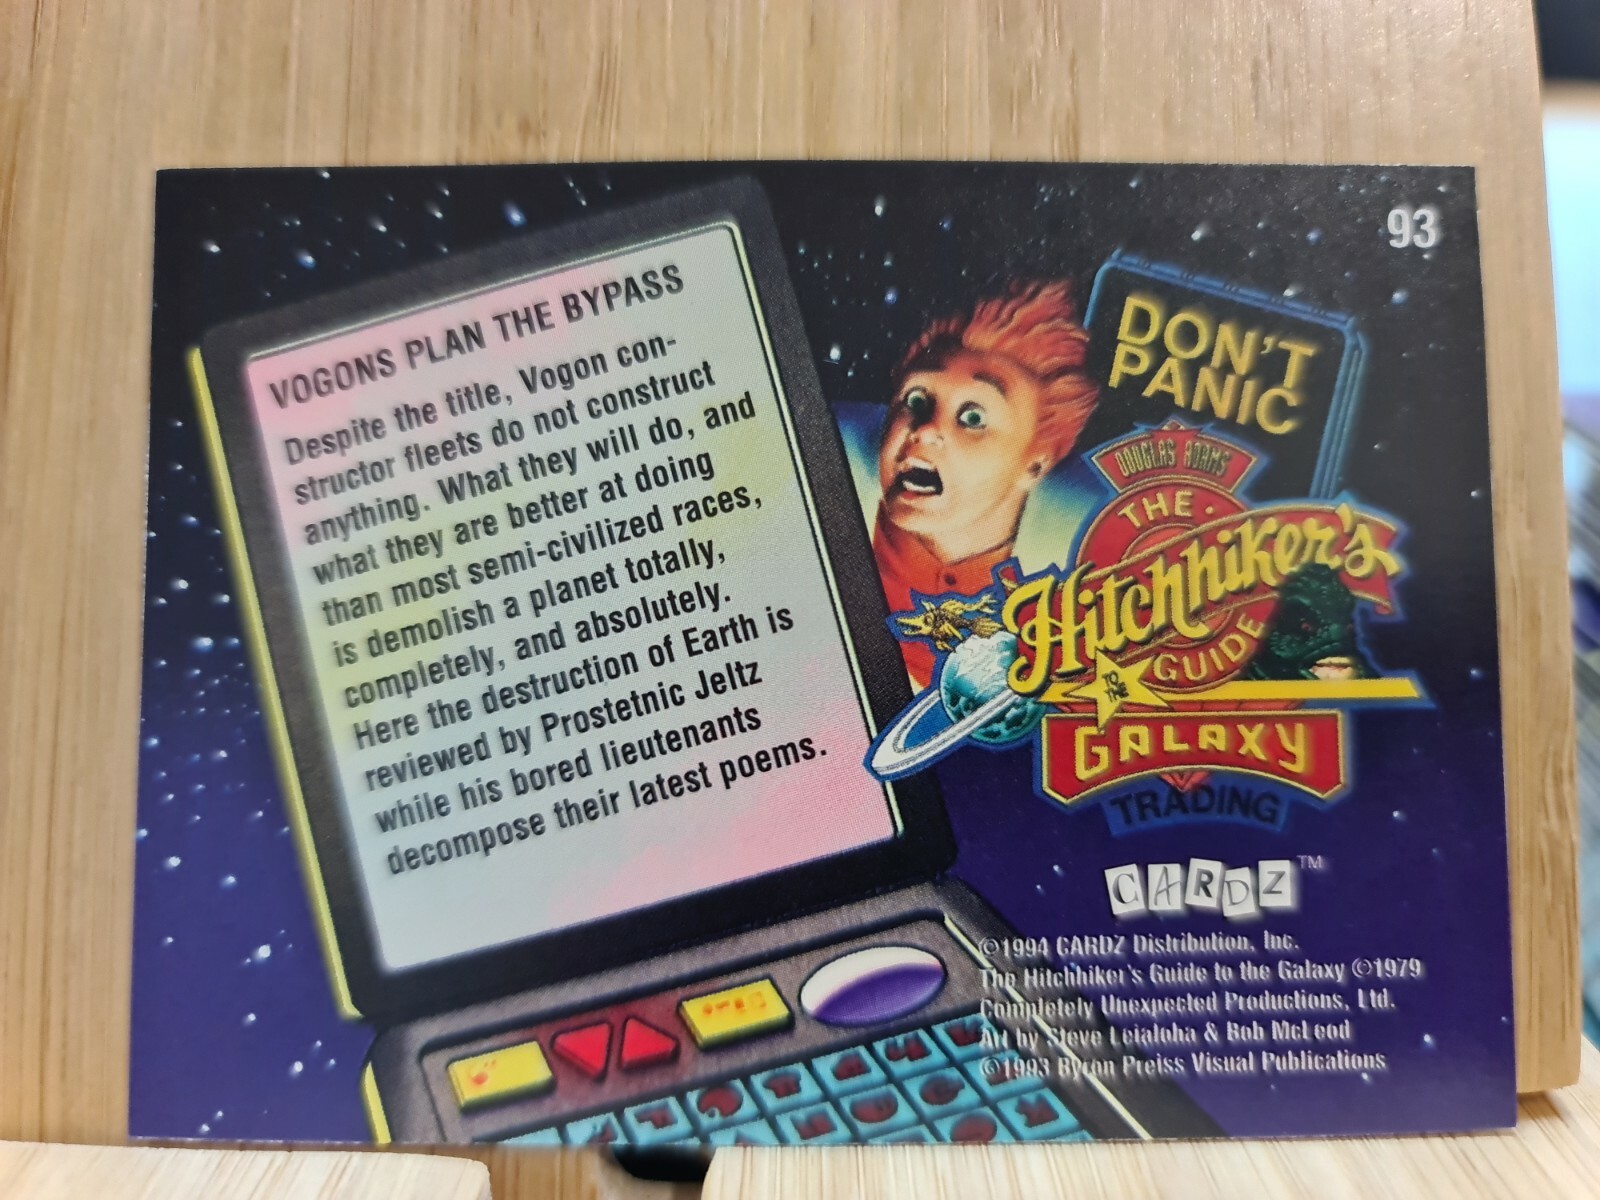 93
VOGONS PLAN THE BYPASS
Despite the title, Vogon con-
structor fleets do not construct
anything. What they will do, and
what they are better at doing
than most semi-civilized races,
is demolish a planet totally,
completely, and absolutely.
Here the destruction of Earth is
reviewed by Prostetnic Jeltz
while his bored lieutenants
decompose their latest poems.
DON'T
PANIC
DOUGLAS ADAMS
THE
Hitchhiker's
GUIDE
TO THE
GALAXY
TRADING
CARDZ™
©1994 CARDZ Distribution, Inc.
The Hitchhiker's Guide to the Galaxy ©1979
Completely Unexpected Productions, Ltd.
Art by Steve Leialoha & Bob McLeod
©1993 Byron Preiss Visual Publications